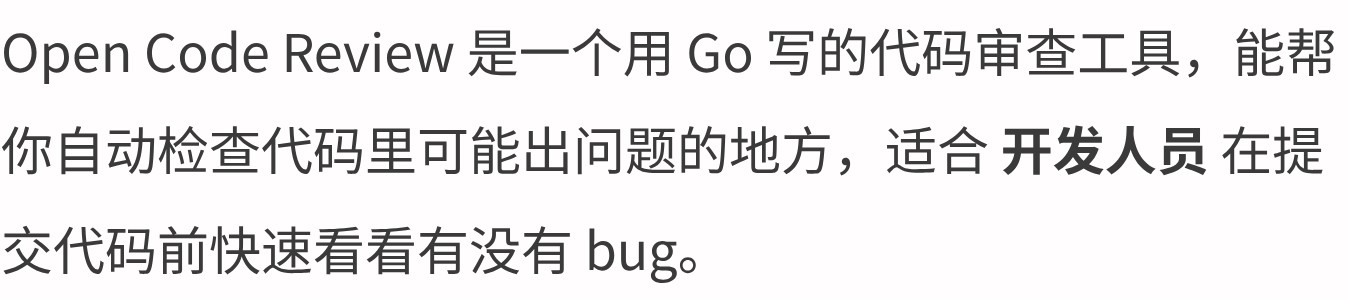 Open Code Review 是一个用 Go 写的代码审查工具，能帮
你自动检查代码里可能出问题的地方，适合 开发人员 在提
交代码前快速看看有没有 bug。